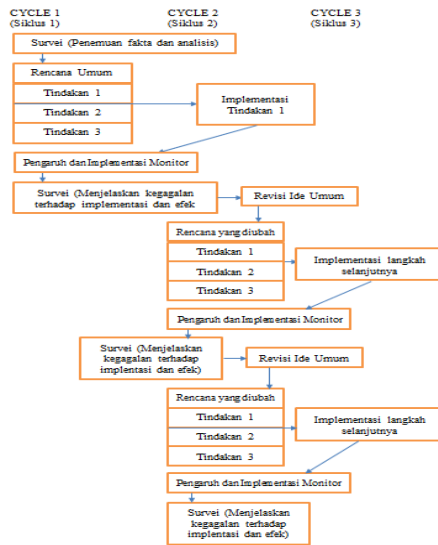 CYCLE 1
(Siklus 1)
CYCLE 2
(Siklus 2)
CYCLE 3
(Siklus 3)
Survei (Penemuan fakta dan analisis)
Rencana Umum
Tindakan 1
Tindakan 2
Tindakan 3
Implementasi
Tindakan 1
Pengaruh dan Implementasi Monitor
Survei (Menjelaskan kegagalan
terhadap implementasi dan efek
Revisi Ide Umum
Rencana yang diubah
Tindakan 1
Tindakan 2
Tindakan 3
Implementasi langkah
selanjutnya
Pengaruh dan Implementasi Monitor
Survei (Menjelaskan
kegagalan terhadap
implentasi dan efek)
Revisi Ide Umum
Rencana yang diubah
Tindakan 1
Tindakan 2
Tindakan 3
Implementasi langkah
selanjutnya
Pengaruh dan Implementasi Monitor
Survei (Menjelaskan
kegagalan terhadap
implementasi dan efek)